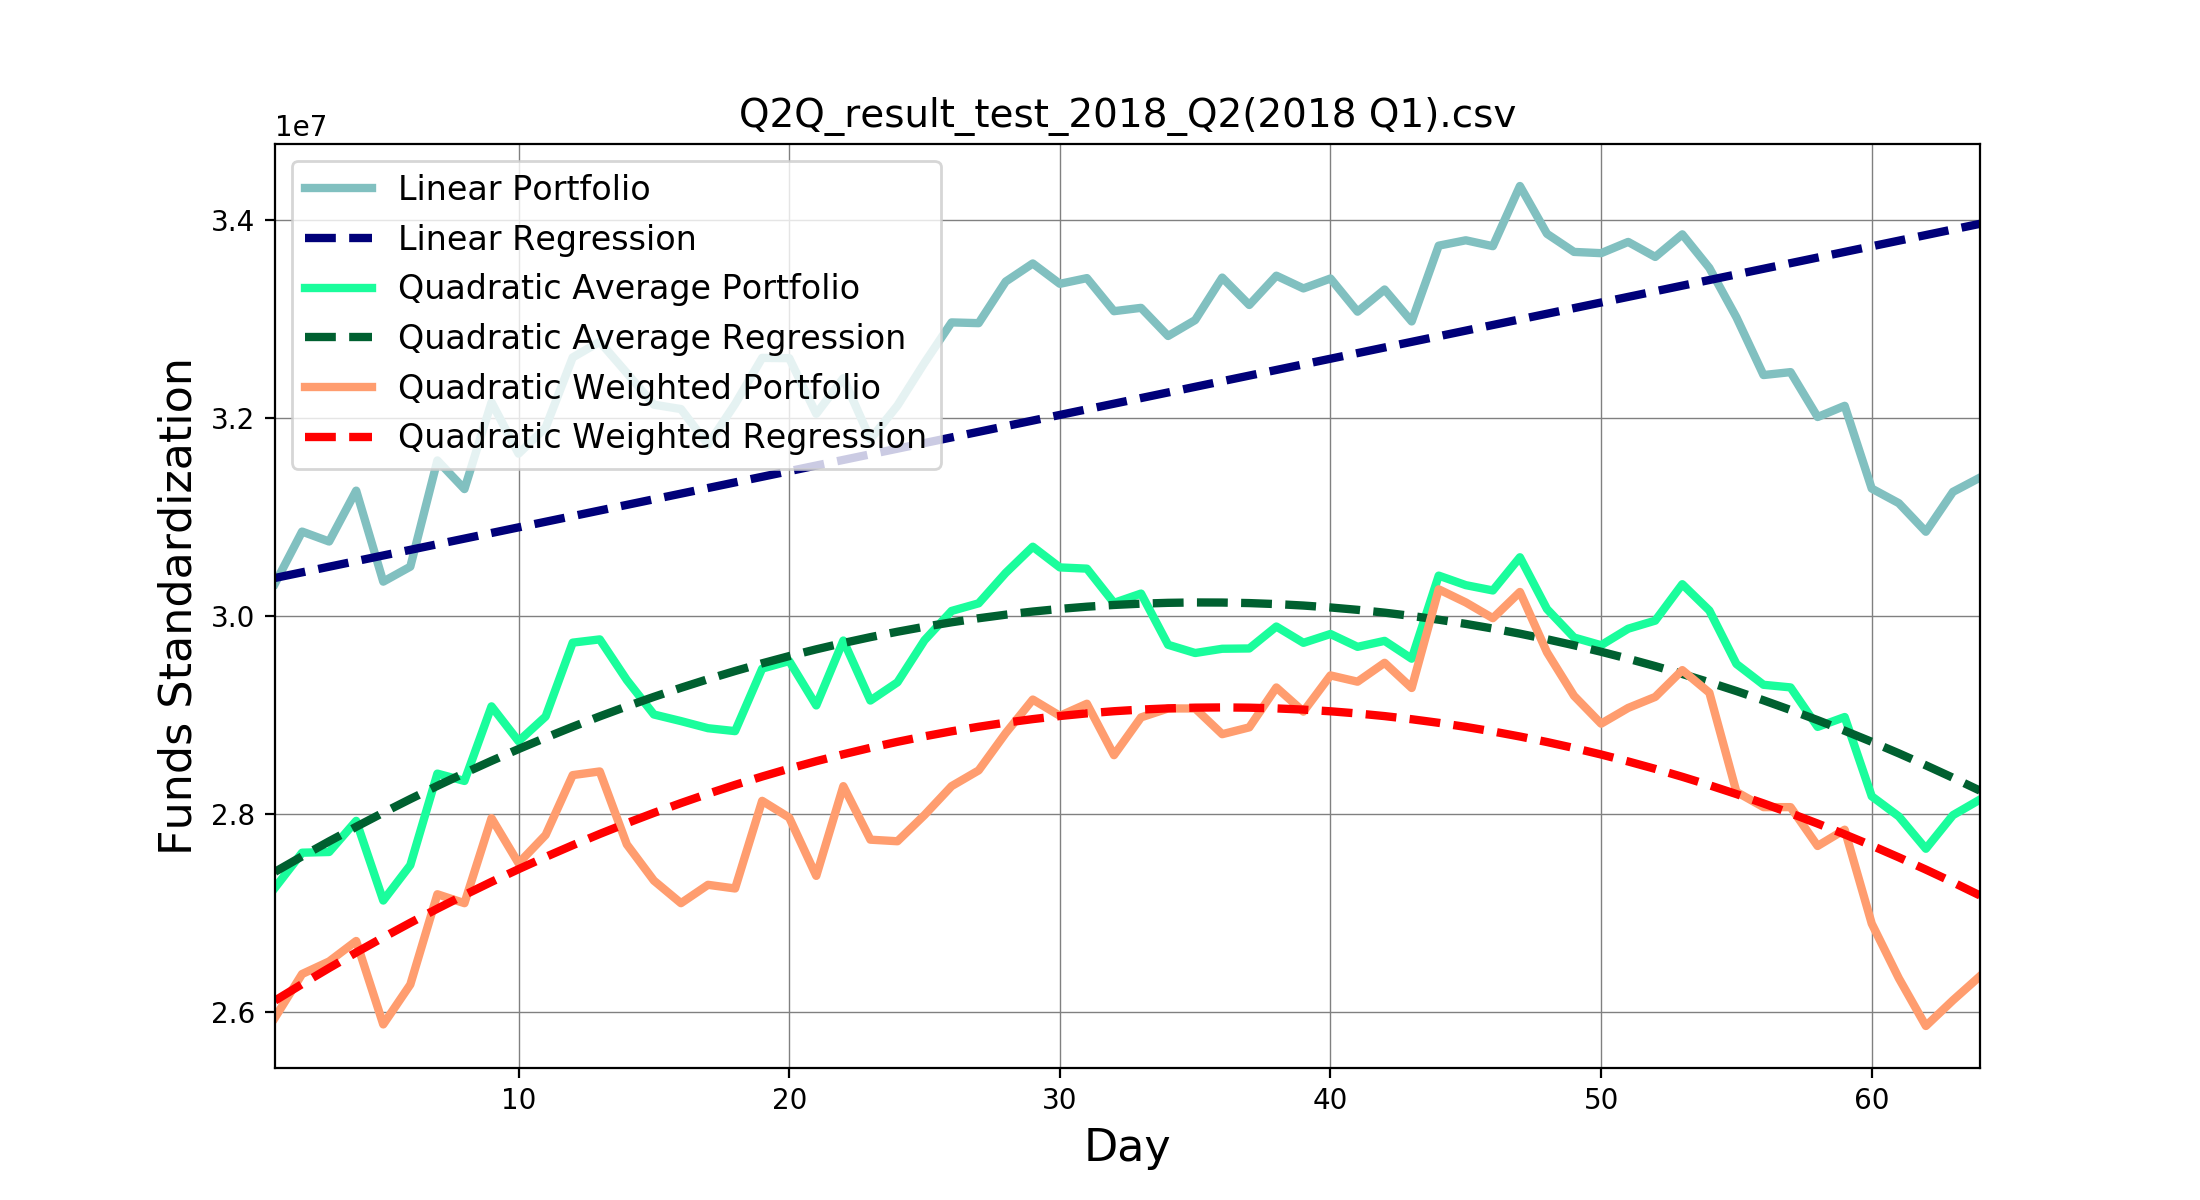 Q2Q_result_test_2018_Q2(2018 Q1).csv
1e7
Linear Portfolio
Linear Regression
Quadratic Average Portfolio
Quadratic Average Regression
Quadratic Weighted Portfolio
Quadratic Weighted Regression
3.4
3.2
3.0
2.8
2.6
Funds Standardization
10 20 30 40 50 60
Day